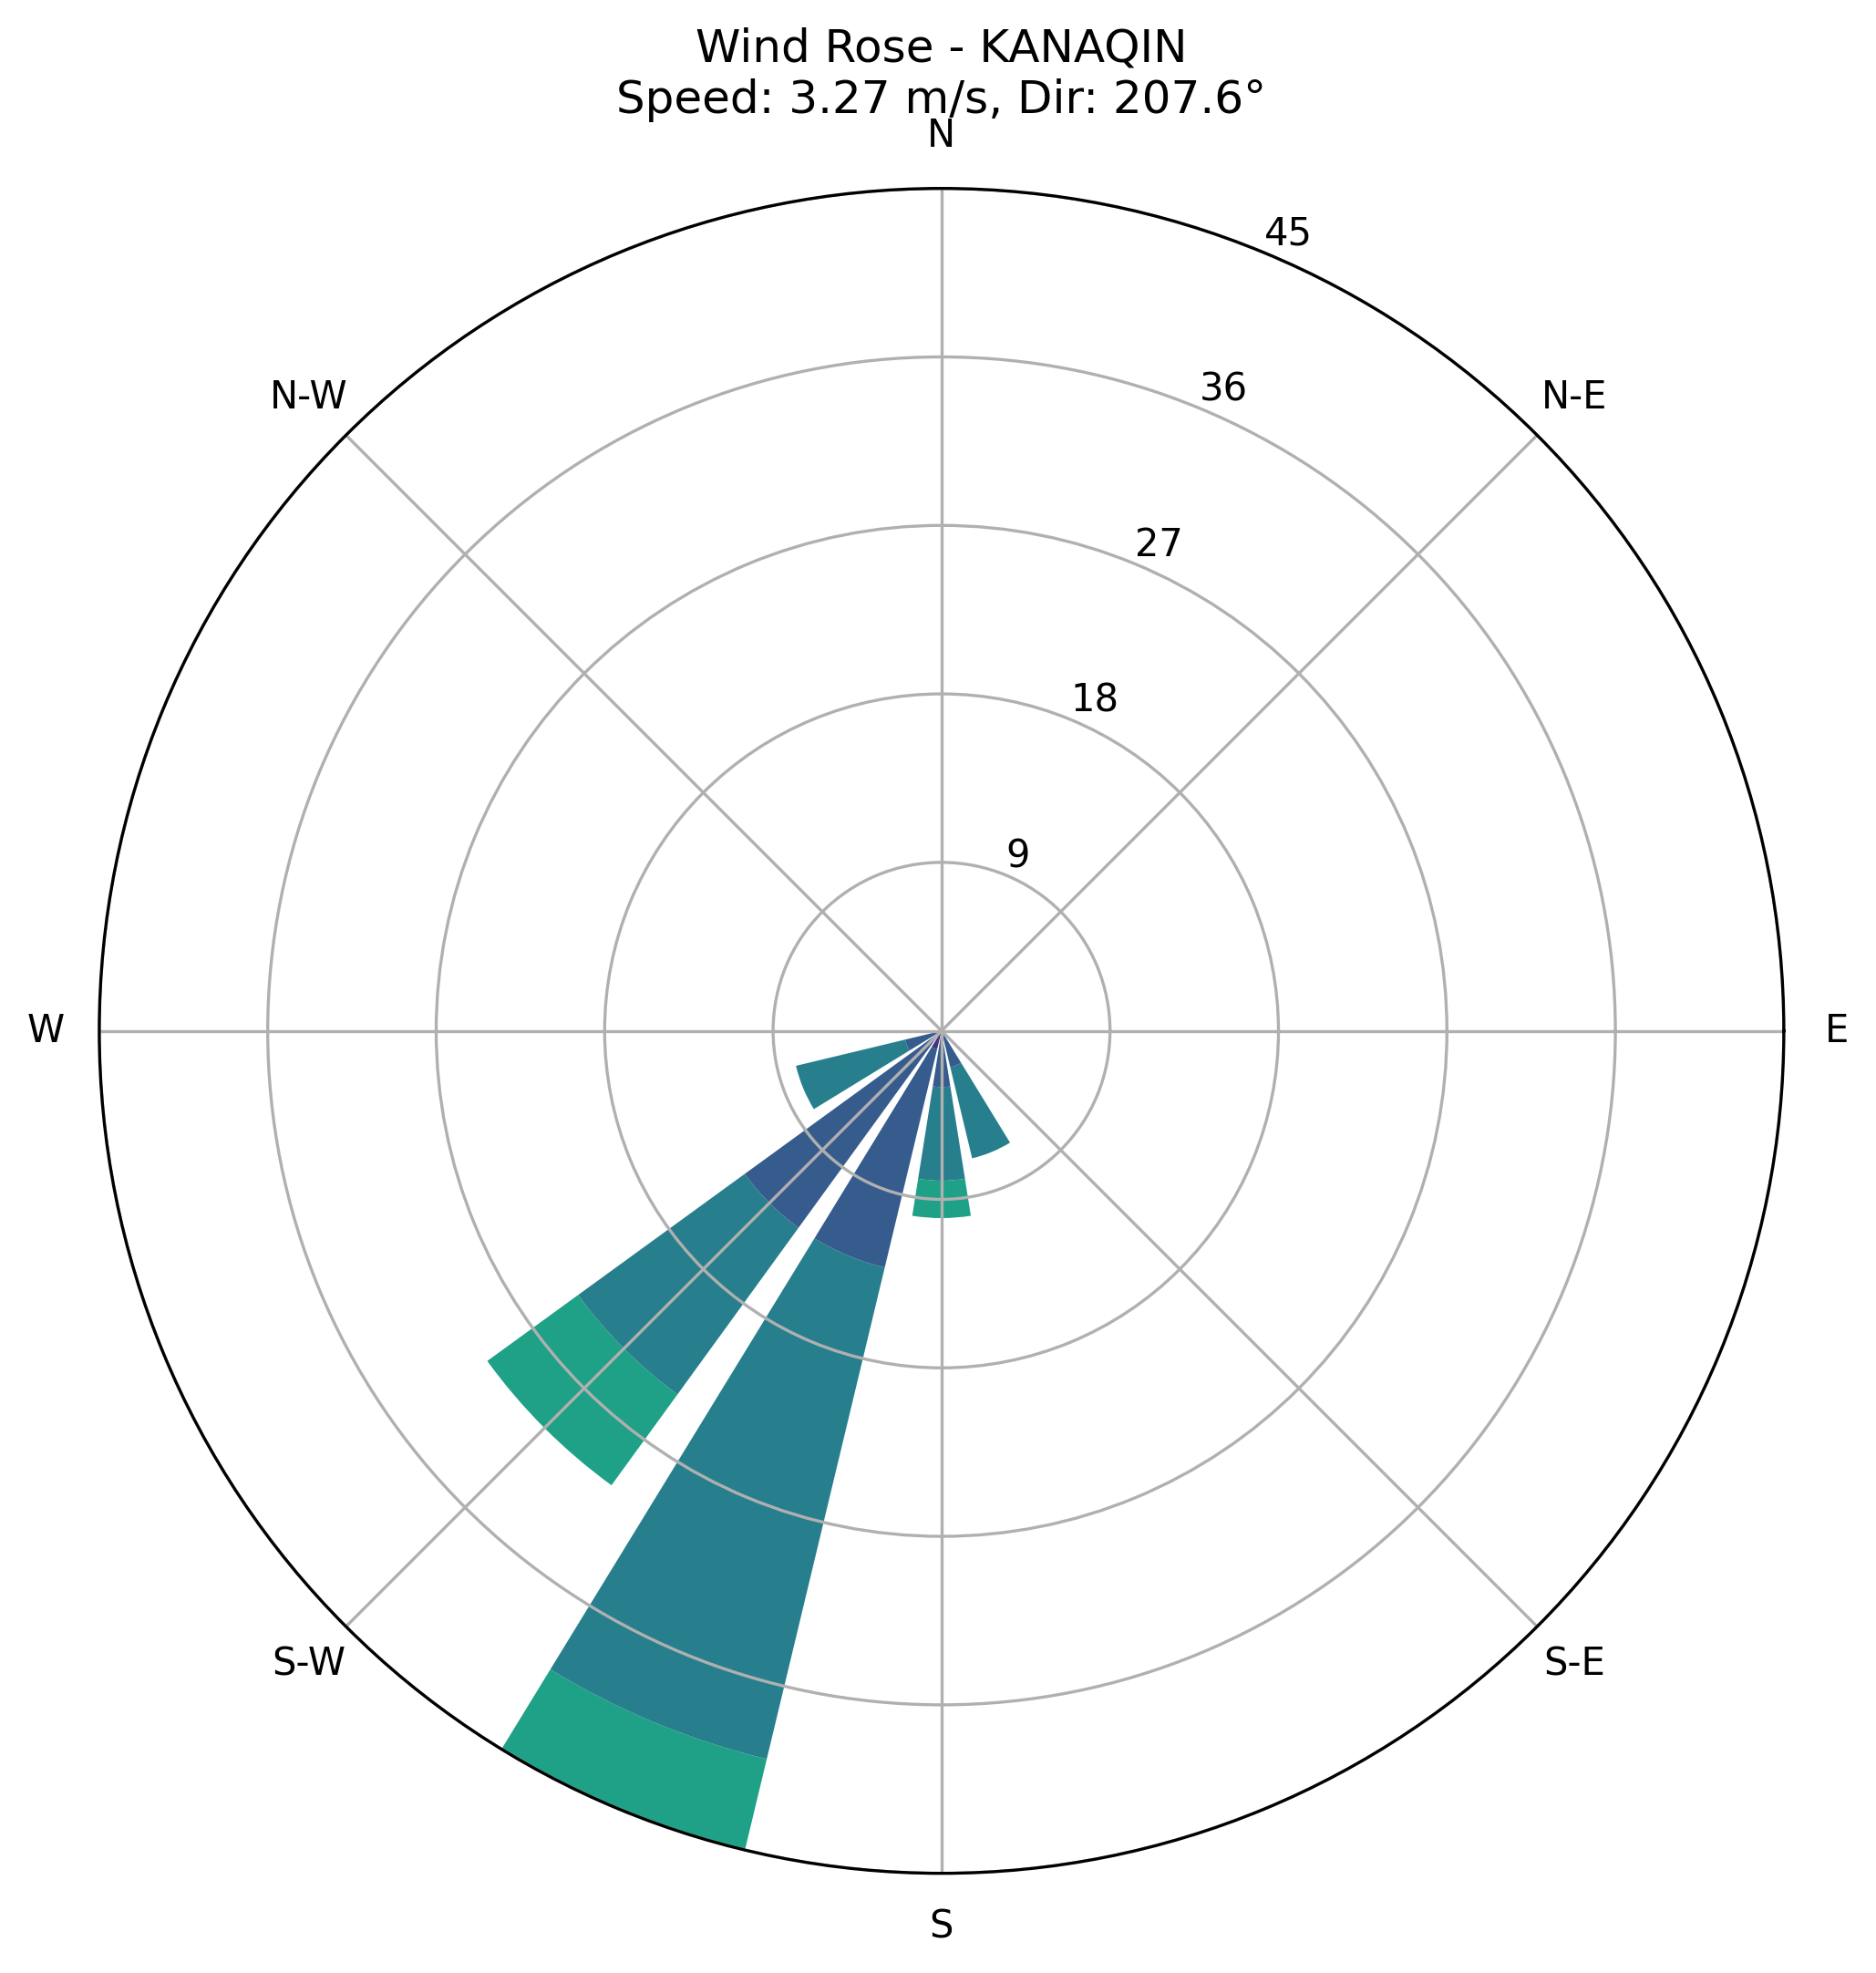 Wind Rose - KANAQIN
Speed: 3.27 m/s, Dir: 207.6°
N
45
36
N-W
N-E
27
18
9
W
E
S-W
S-E
S